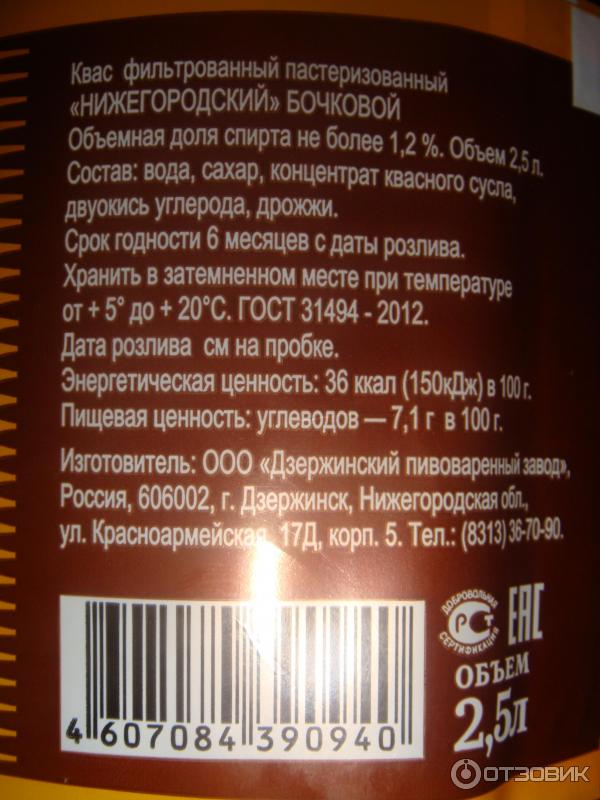 Квас фильтрованный пастеризованный
«НИЖЕГОРОДСКИЙ» БОЧКОВОЙ
Объемная доля спирта не более 1,2 %. Объем 2,5 л.
Состав: вода, сахар, концентрат квасного сусла,
двуокись углерода, дрожжи.
Срок годности 6 месяцев с даты розлива.
Хранить в затемненном месте при температуре
от + 5° до + 20°С. ГОСТ 31494 - 2012.
Дата розлива см на пробке.
Энергетическая ценность: 36 ккал (150кДж) в 100 г.
Пищевая ценность: углеводов — 7,1 г в 100 г.
Изготовитель: ООО «Дзержинский пивоваренный завод»,
Россия, 606002, г. Дзержинск, Нижегородская обл.,
ул. Красноармейская, 17Д, корп. 5. Тел.: (8313) 36-70-90.
ДОБРОВОЛЬНАЯ
РСТ
СЕРТИФИКАЦИЯ
ЕАС
ОБЪЕМ
2,5л
4 607084 390940
ОТЗОВИК